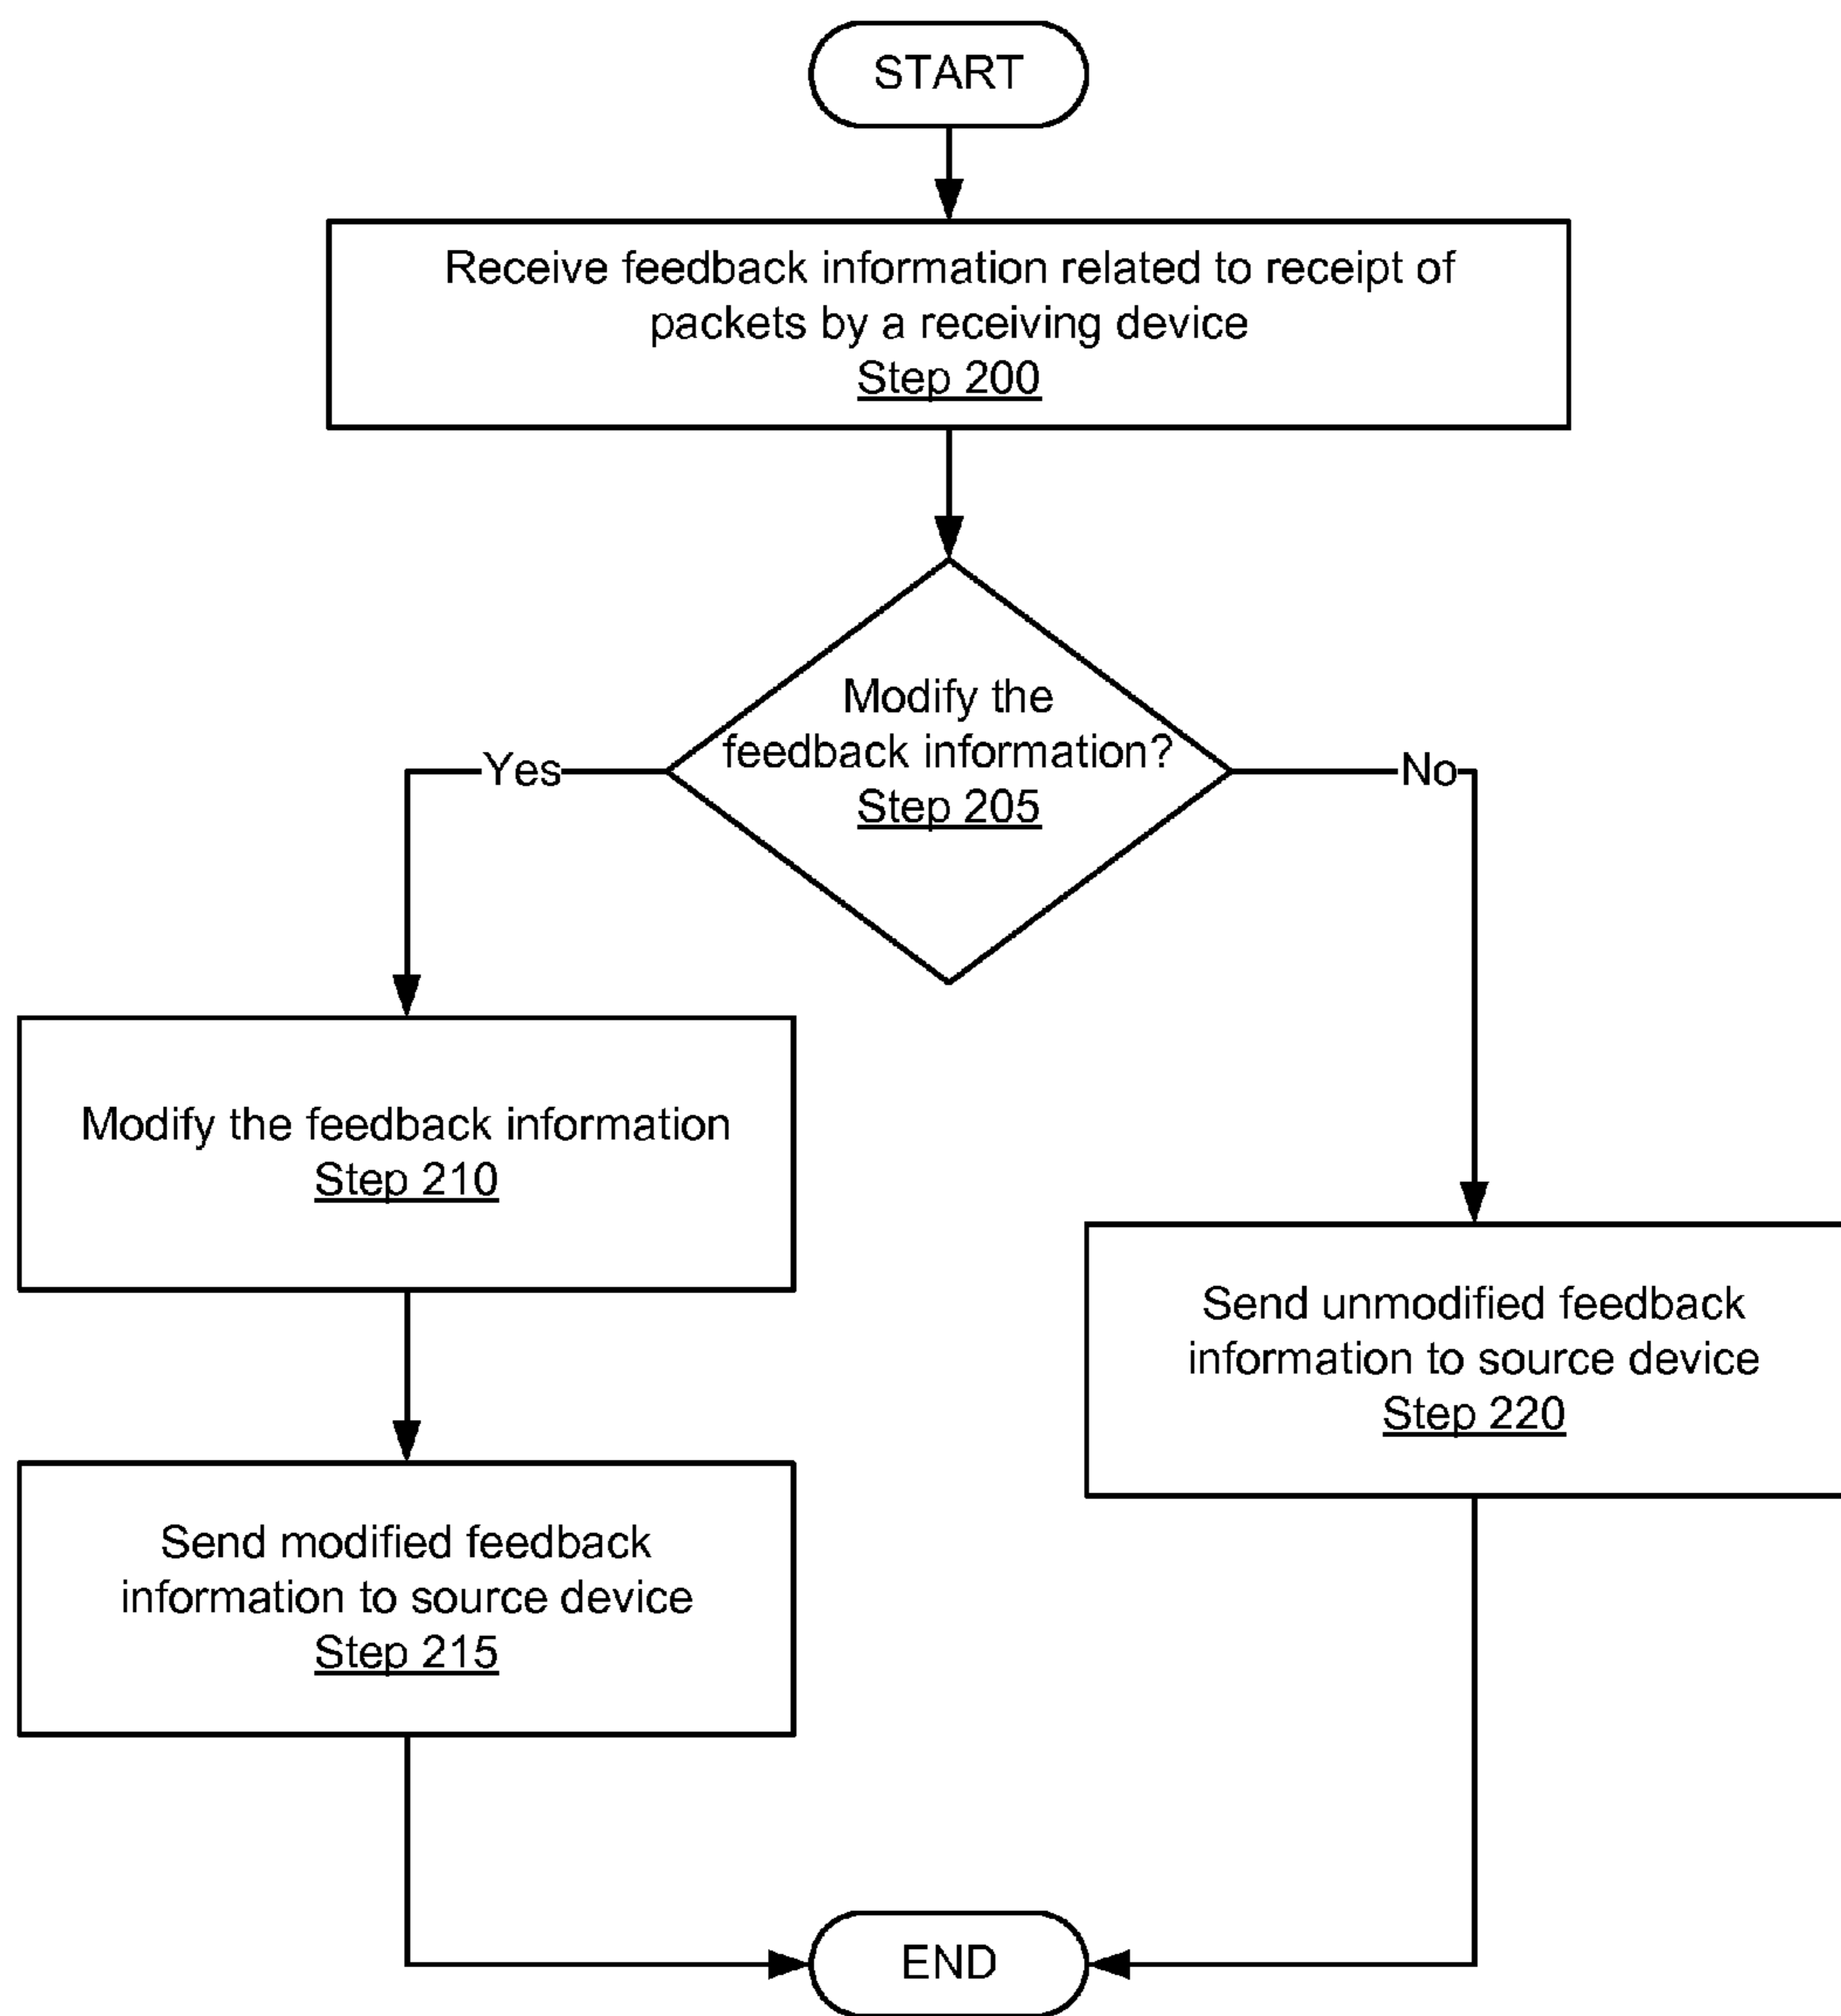 START
Receive feedback information related to receipt of
packets by a receiving device
Step 200
Modify the
feedback information?
Step 205
Yes
No
Modify the feedback information
Step 210
Send unmodified feedback
information to source device
Step 220
Send modified feedback
information to source device
Step 215
END